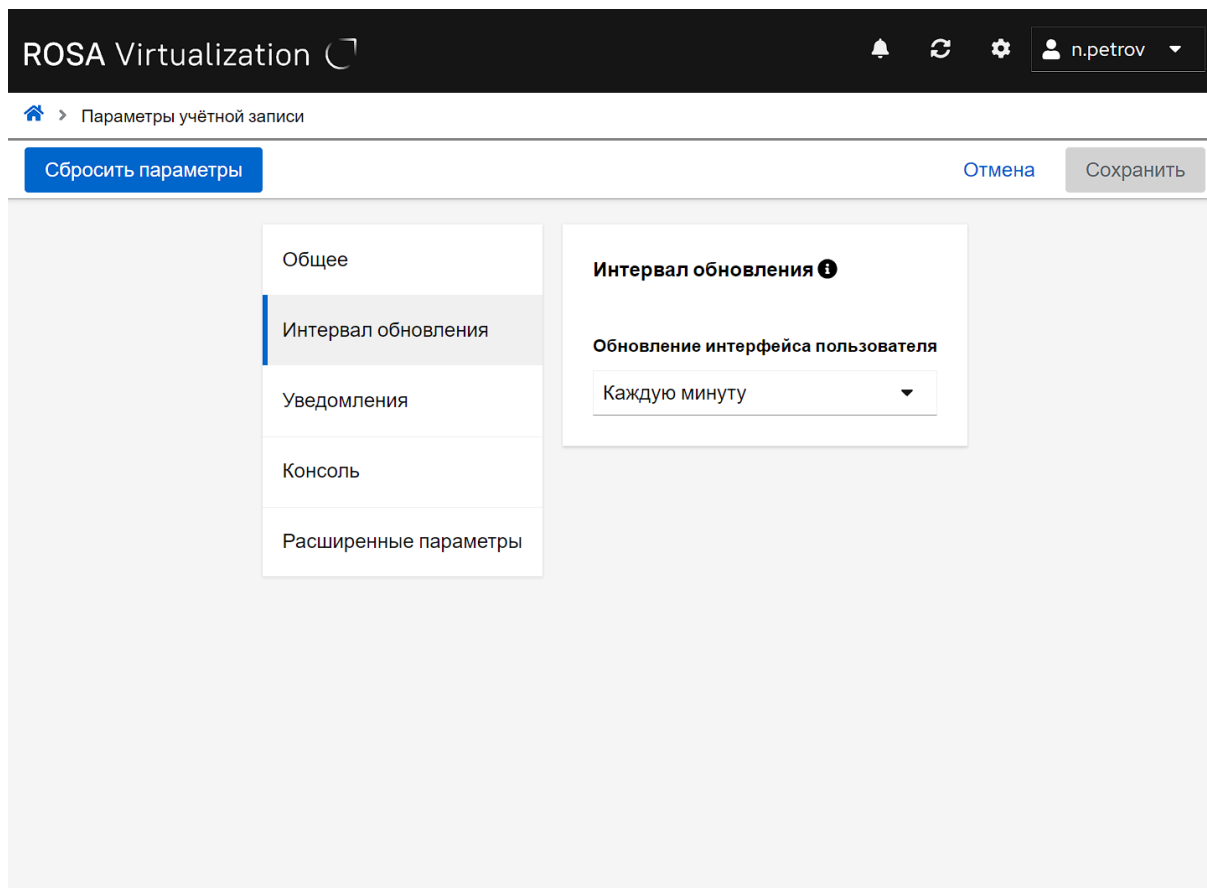 ROSA Virtualization
n.petrov
Параметры учётной записи
Сбросить параметры
Отмена
Сохранить
Общее
Интервал обновления
Уведомления
Консоль
Расширенные параметры
Интервал обновления
Обновление интерфейса пользователя
Каждую минуту